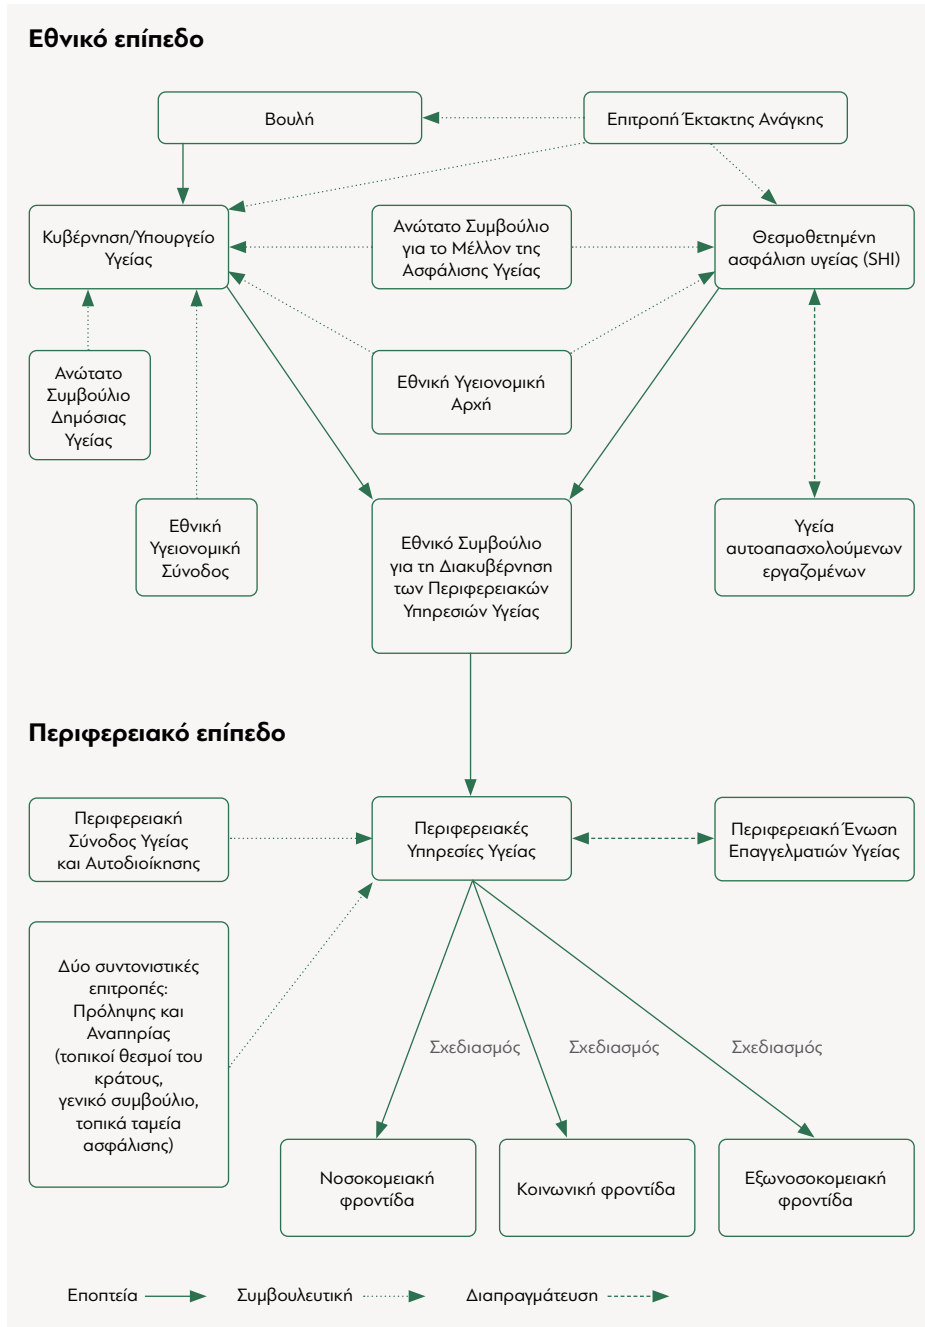 Εθνικό επίπεδο
Βουλή
Επιτροπή Έκτακτης Ανάγκης
Κυβέρνηση/Υπουργείο
Υγείας
Ανώτατο Συμβούλιο
για το Μέλλον της
Ασφάλισης Υγείας
Θεσμοθετημένη
ασφάλιση υγείας (SHI)
Ανώτατο
Συμβούλιο
Δημόσιας
Υγείας
Εθνική Υγειονομική
Αρχή
Εθνική
Υγειονομική
Σύνοδος
Εθνικό Συμβούλιο
για τη Διακυβέρνηση
των Περιφερειακών
Υπηρεσιών Υγείας
Υγεία
αυτοαπασχολούμενων
εργαζομένων
Περιφερειακό επίπεδο
Περιφερειακή
Σύνοδος Υγείας
και Αυτοδιοίκησης
Περιφερειακές
Υπηρεσίες Υγείας
Περιφερειακή Ένωση
Επαγγελματιών Υγείας
Δύο συντονιστικές
επιτροπές:
Πρόληψης και
Αναπηρίας
(τοπικοί θεσμοί του
κράτους,
γενικό συμβούλιο,
τοπικά ταμεία
ασφάλισης)
Σχεδιασμός
Σχεδιασμός
Σχεδιασμός
Νοσοκομειακή
φροντίδα
Κοινωνική φροντίδα
Εξωνοσοκομειακή
φροντίδα
Εποπτεία
Συμβουλευτική
Διαπραγμάτευση